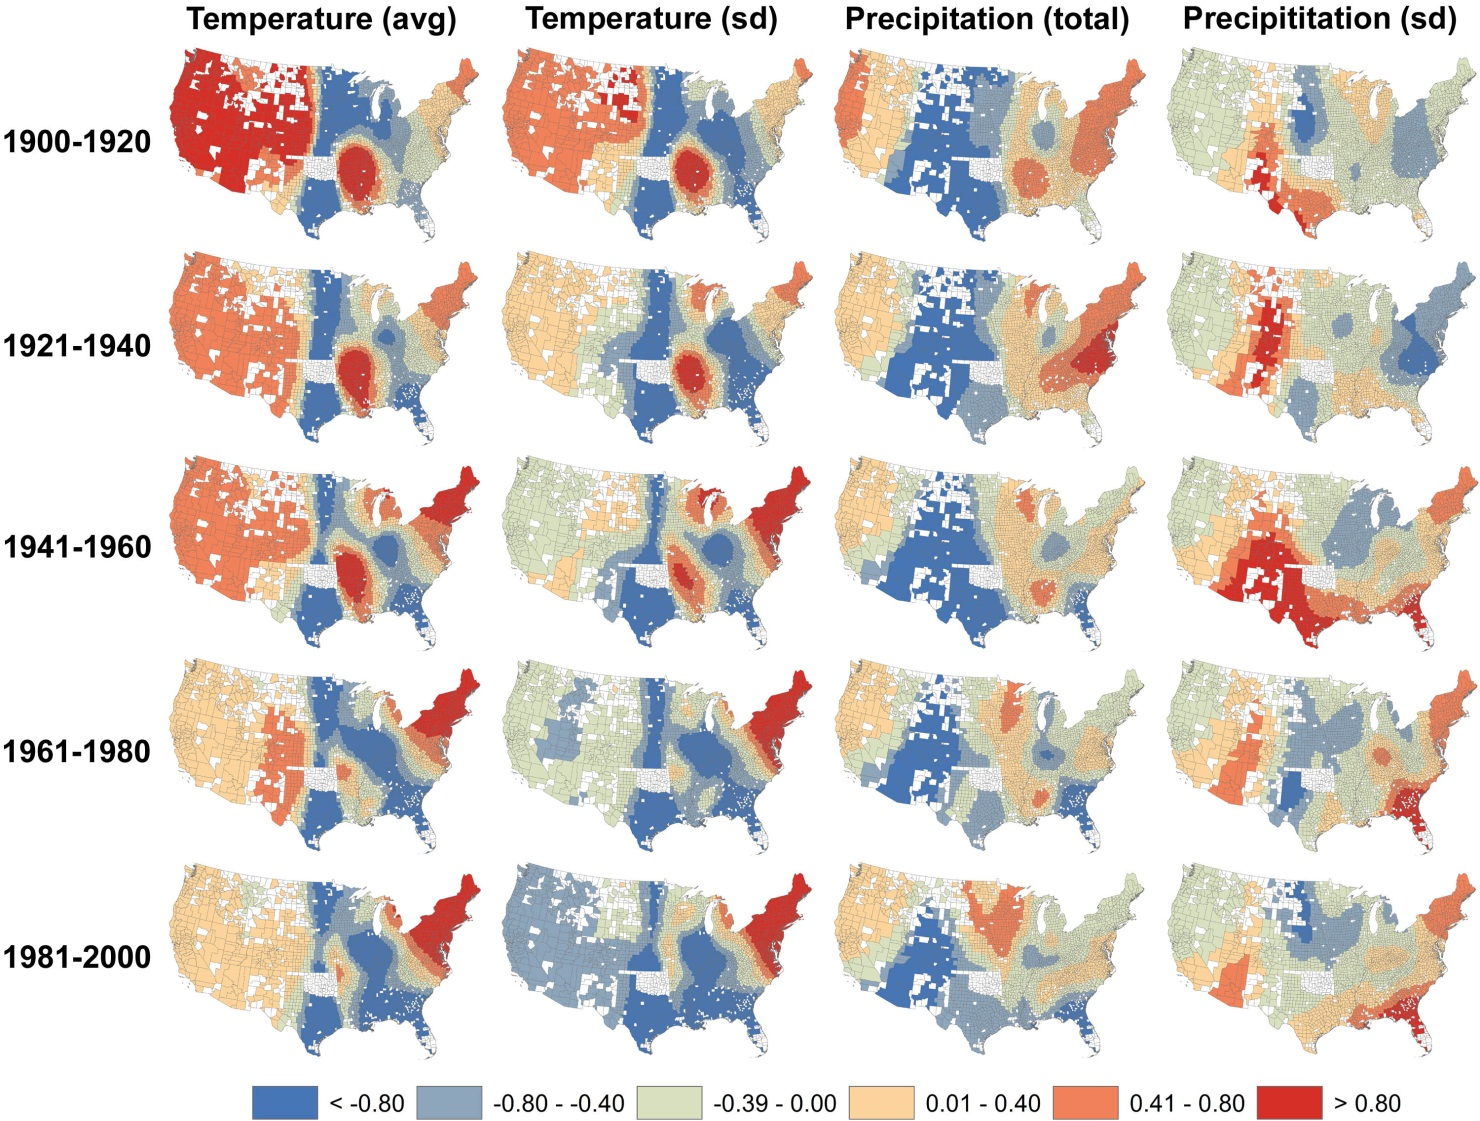 Temperature (avg) Temperature (sd) Precipitation (total) Precipititation (sd)
1900-1920
1921-1940
1941-1960
1961-1980
1981-2000
< -0.80 -0.80 - -0.40 -0.39 - 0.00 0.01 - 0.40 0.41 - 0.80 > 0.80